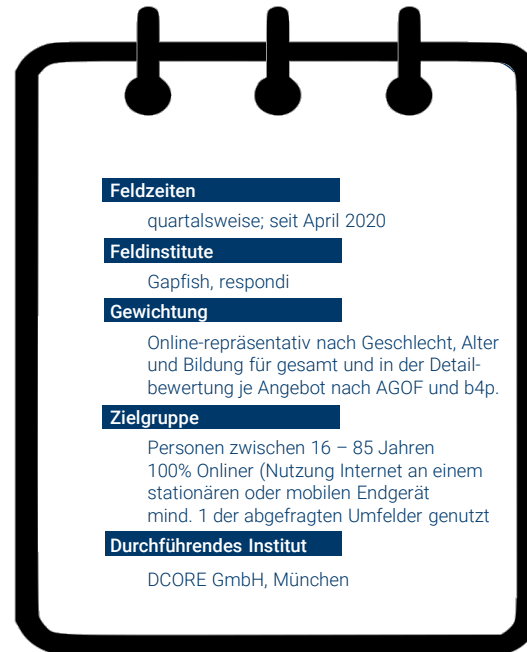 Feldzeiten
quartalsweise; seit April 2020
Feldinstitute
Gapfish, respondi
Gewichtung
Online-repräsentativ nach Geschlecht, Alter
und Bildung für gesamt und in der Detail-
bewertung je Angebot nach AGOF und b4p.
Zielgruppe
Personen zwischen 16 – 85 Jahren
100% Onliner (Nutzung Internet an einem
stationären oder mobilen Endgerät
mind. 1 der abgefragten Umfelder genutzt
Durchführendes Institut
DCORE GmbH, München